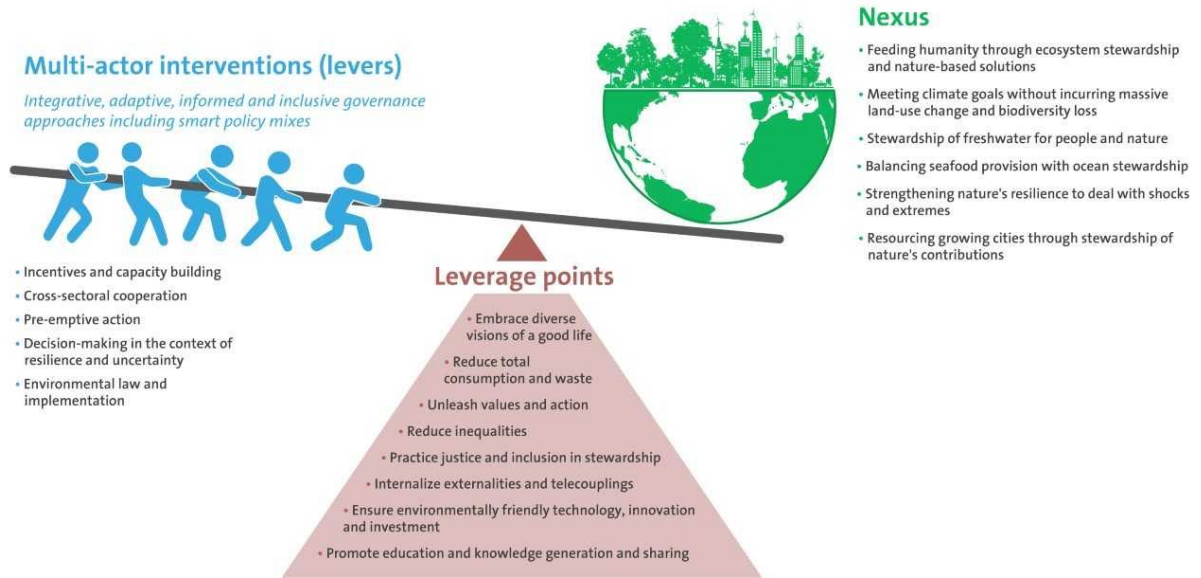 Multi-actor interventions (levers)
Integrative, adaptive, informed and inclusive governance
approaches including smart policy mixes
• Incentives and capacity building
• Cross-sectoral cooperation
• Pre-emptive action
• Decision-making in the context of
resilience and uncertainty
• Environmental law and
implementation
Leverage points
• Embrace diverse
visions of a good life
• Reduce total
consumption and waste
• Unleash values and action
• Reduce inequalities
• Practice justice and inclusion in stewardship
• Internalize externalities and telecouplings
• Ensure environmentally friendly technology, innovation
and investment
• Promote education and knowledge generation and sharing
Nexus
• Feeding humanity through ecosystem stewardship
and nature-based solutions
• Meeting climate goals without incurring massive
land-use change and biodiversity loss
• Stewardship of freshwater for people and nature
• Balancing seafood provision with ocean stewardship
• Strengthening nature's resilience to deal with shocks
and extremes
• Resourcing growing cities through stewardship of
nature's contributions